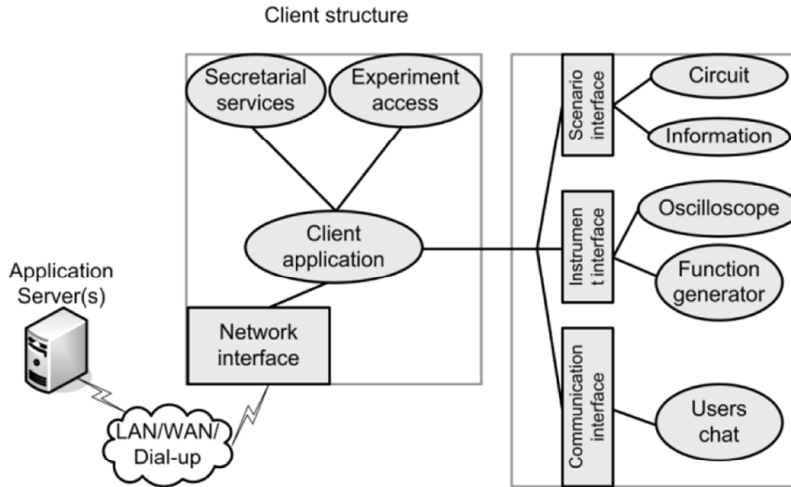 Client structure
Secretarial
services
Experiment
access
Client
application
Network
interface
Application
Server(s)
LAN/WAN/
Dial-up
Scenario
interface
Circuit
Information
Instrumen
t interface
Oscilloscope
Function
generator
Communication
interface
Users
chat